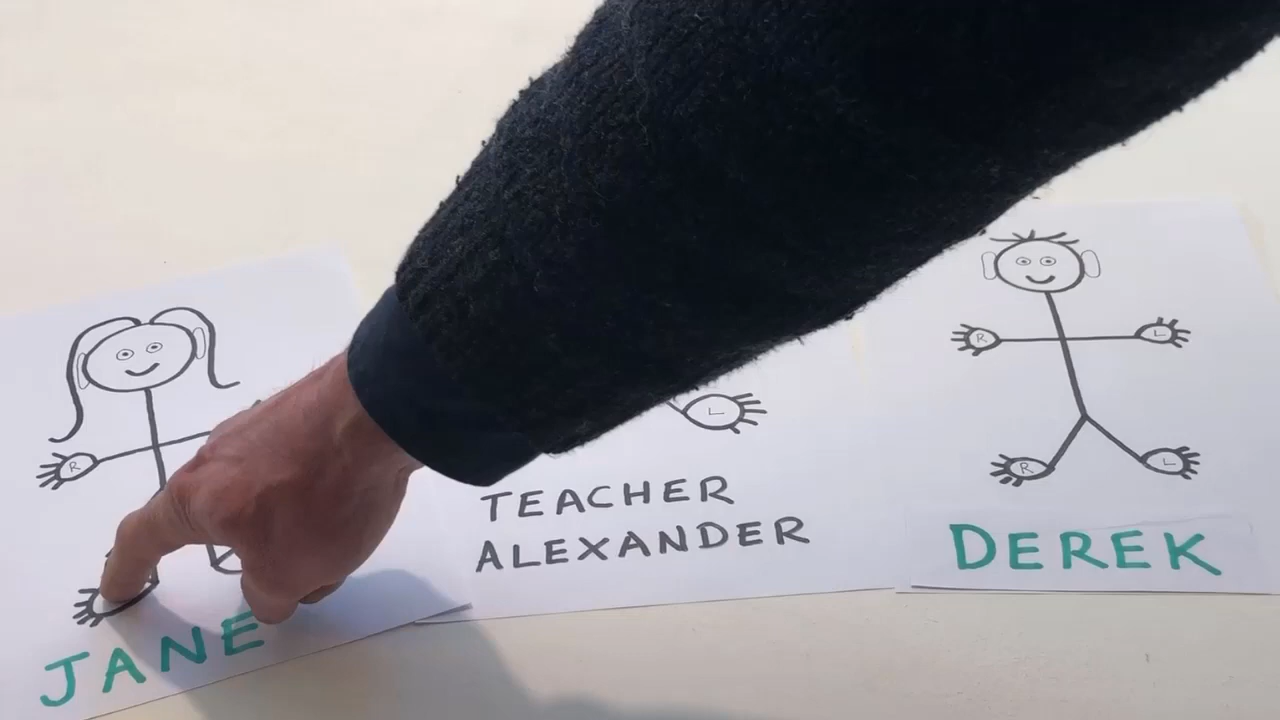 R
JANE
L
TEACHER
ALEXANDER
R L
R L
DEREK